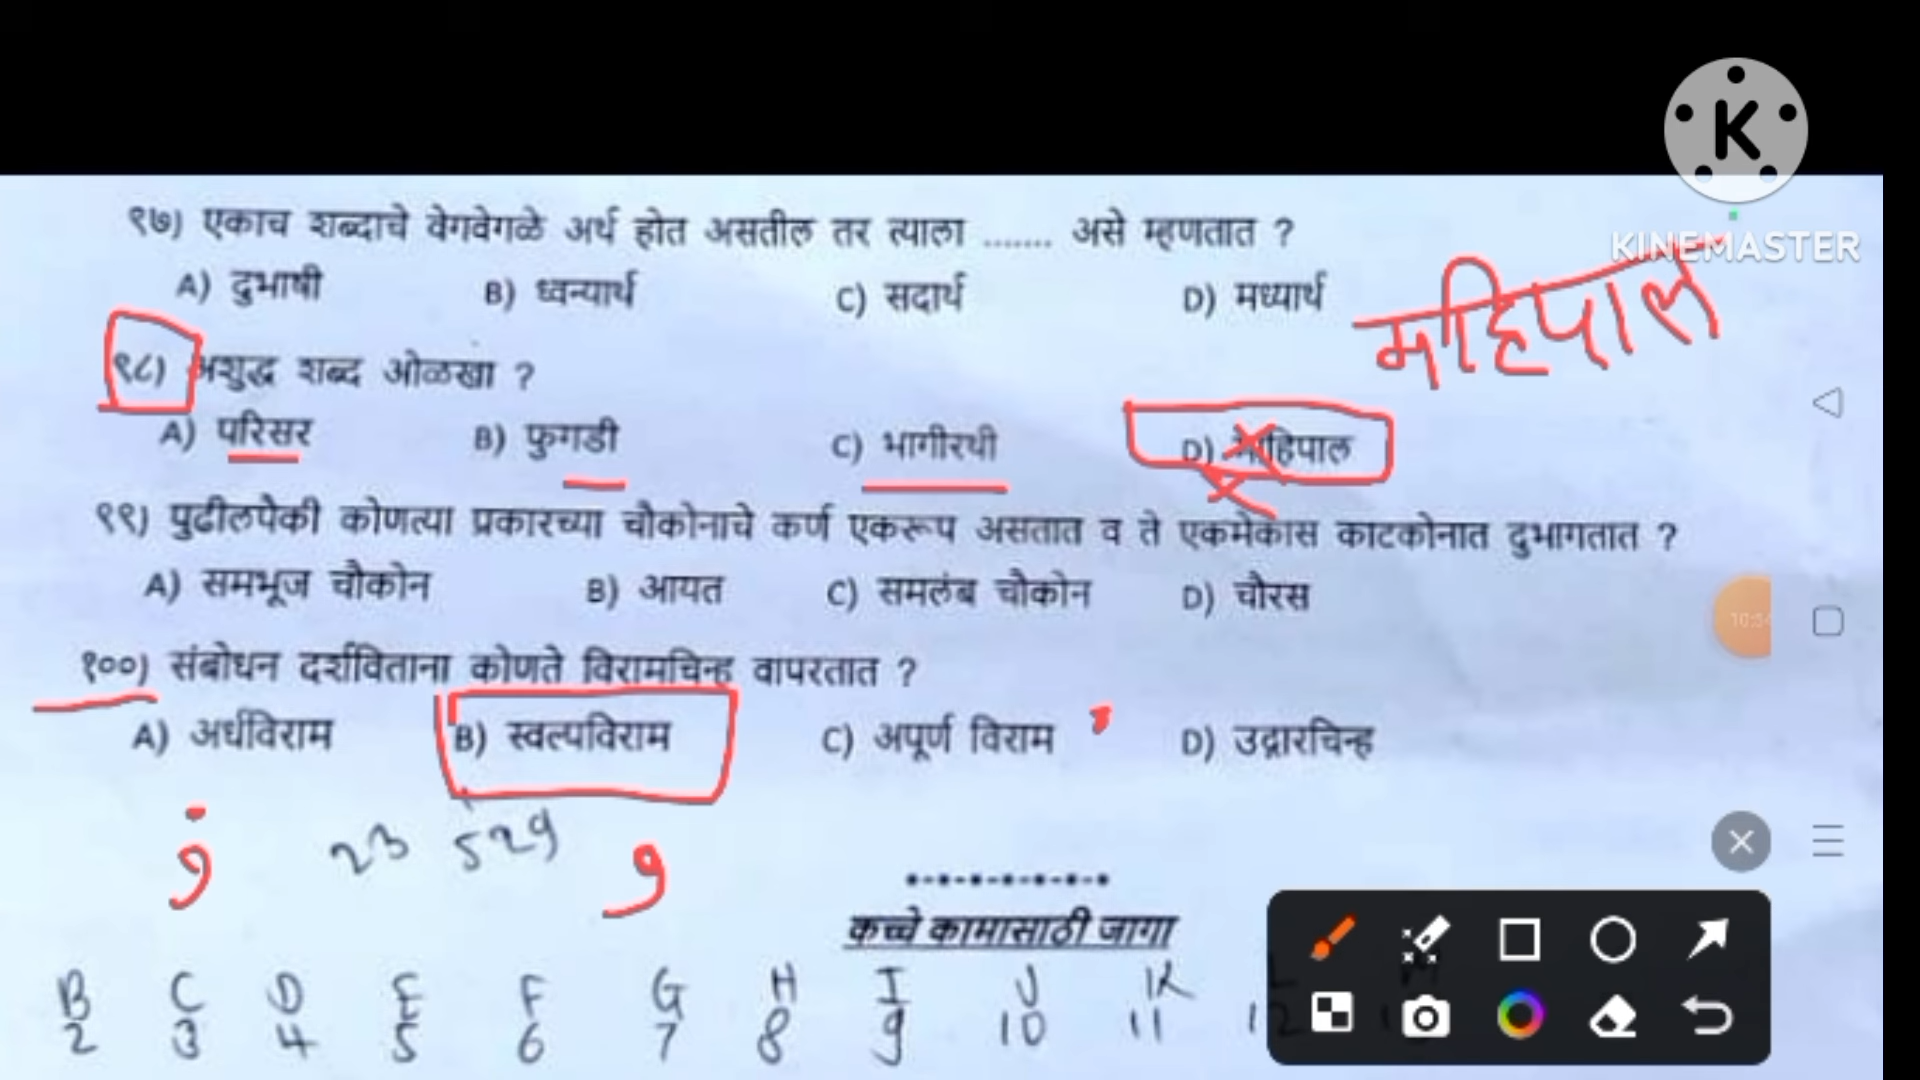 K
KINEMASTER
९७) एकाच शब्दाचे वेगवेगळे अर्थ होत असतील तर त्याला ....... असे म्हणतात ?
A) दुभाषी B) ध्वन्यार्थ C) सदार्थ D) मध्यार्थ
महिपाल
९८) अशुद्ध शब्द ओळखा ?
A) परिसर B) फुगडी C) भागीरथी D) माहिपाल
९९) पुढीलपैकी कोणत्या प्रकारच्या चौकोनाचे कर्ण एकरूप असतात व ते एकमेकास काटकोनात दुभागतात ?
A) समभूज चौकोन B) आयत C) समलंब चौकोन D) चौरस
१००) संबोधन दर्शविताना कोणते विरामचिन्ह वापरतात ?
A) अर्धविराम B) स्वल्पविराम C) अपूर्ण विराम , D) उद्गारचिन्ह
; 23 529 ,
कच्चे कामासाठी जागा
B C D E F G H I J K
2 3 4 5 6 7 8 9 10 11 12